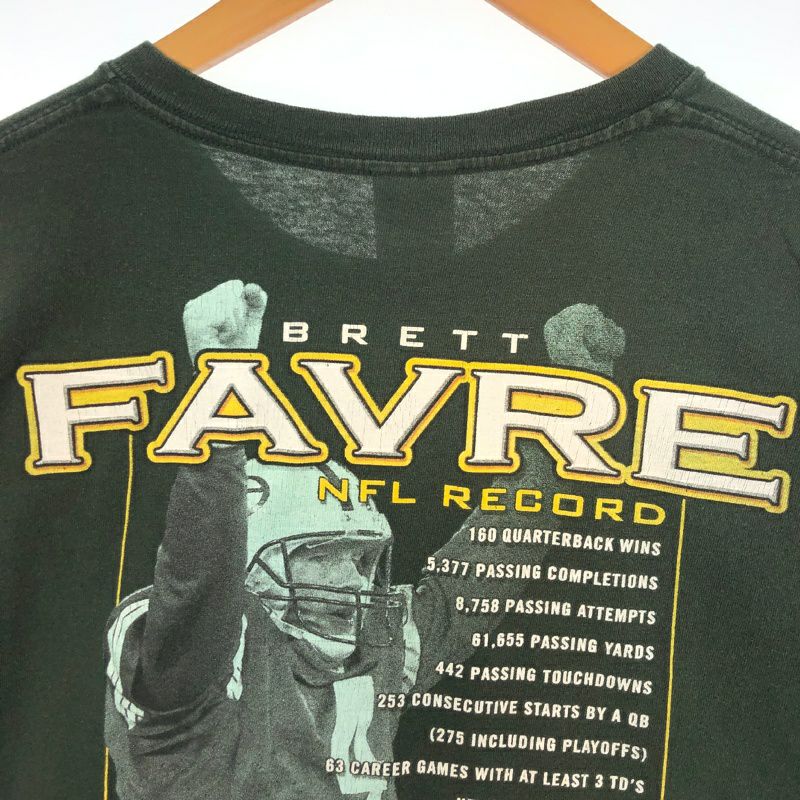 BRETT
FAVRE
NFL RECORD
160 QUARTERBACK WINS
5,377 PASSING COMPLETIONS
8,758 PASSING ATTEMPTS
61,655 PASSING YARDS
442 PASSING TOUCHDOWNS
253 CONSECUTIVE STARTS BY A QB
(275 INCLUDING PLAYOFFS)
63 CAREER GAMES WITH AT LEAST 3 TD'S